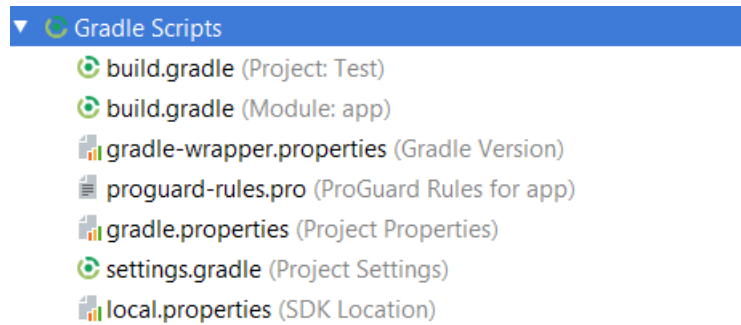 Gradle Scripts
build.gradle (Project: Test)
build.gradle (Module: app)
gradle-wrapper.properties (Gradle Version)
proguard-rules.pro (ProGuard Rules for app)
gradle.properties (Project Properties)
settings.gradle (Project Settings)
local.properties (SDK Location)